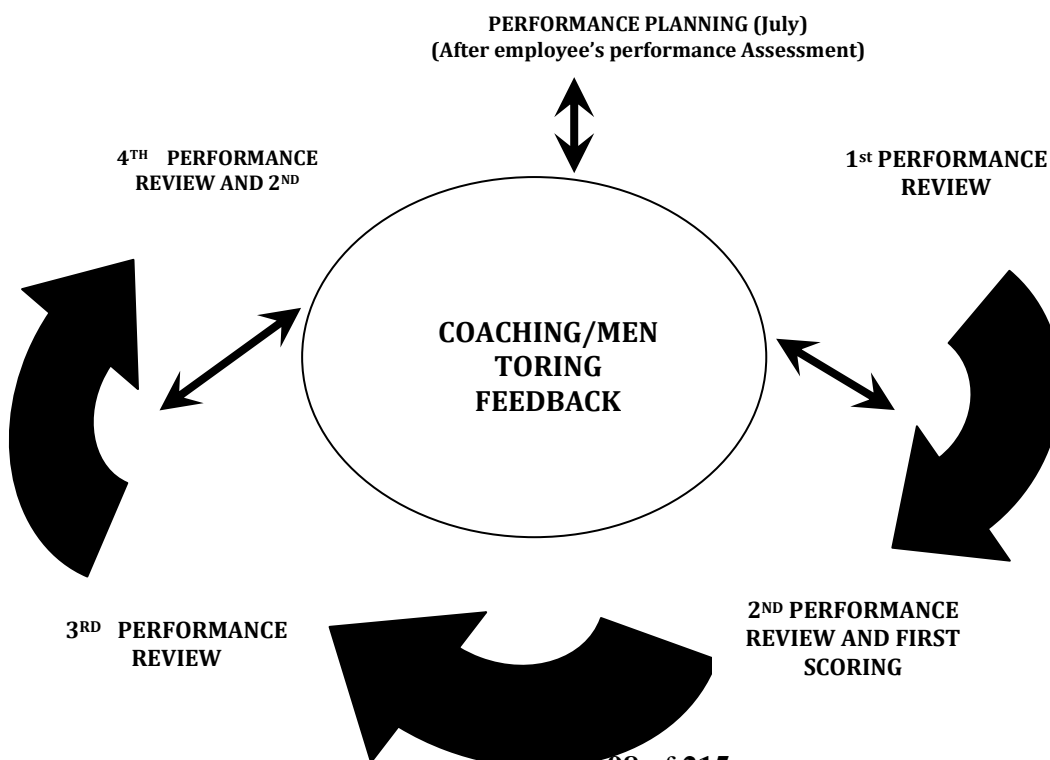 PERFORMANCE PLANNING (July)
(After employee's performance Assessment)
4TH PERFORMANCE
REVIEW AND 2ND
1st PERFORMANCE
REVIEW
COACHING/MEN
TORING
FEEDBACK
2ND PERFORMANCE
REVIEW AND FIRST
SCORING
3RD PERFORMANCE
REVIEW